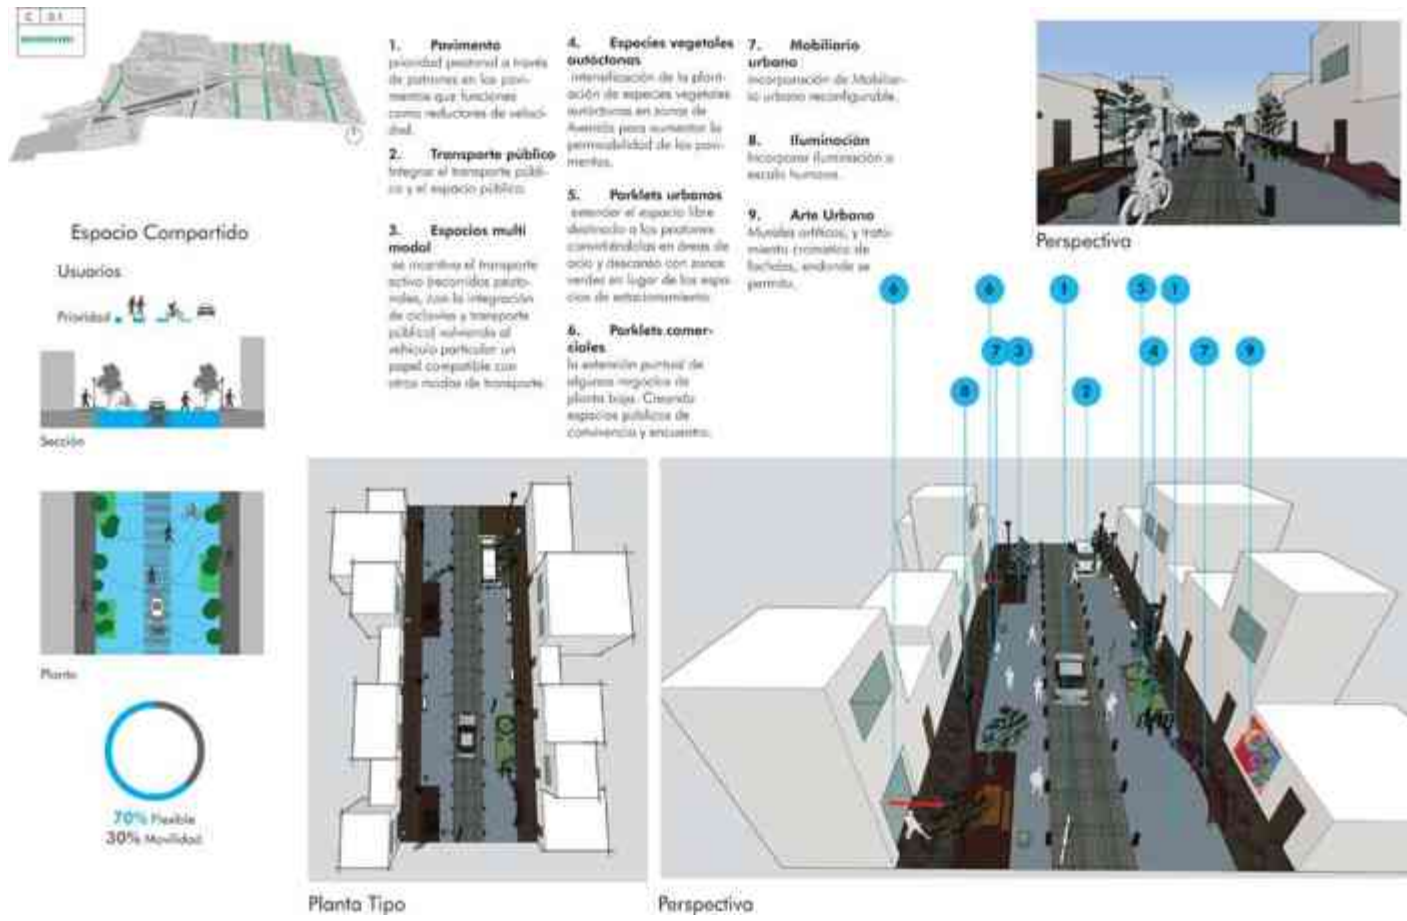 C 0.1
1. Pavimento
prioridad peatonal a través
de patrones en los pavi-
mentos que funciones
como reductores de veloci-
dad.
2. Transporte público
Integrar el transporte públi-
co y el espacio público.
3. Espacios multi
modal
se incentiva el transporte
activo (recorridos peato-
nales, con la integración
de ciclovías y transporte
público) volviendo al
vehículo particular un
papel compatible con
otros modos de transporte.
4. Especies vegetales
autóctonas
intensificación de la plant-
ación de especies vegetales
autóctonas en zonas de
Avenida para aumentar la
permeabilidad de los pavi-
mentos.
5. Parklets urbanos
extender el espacio libre
destinado a los peatones
convirtiéndolos en áreas de
ocio y descanso con zonas
verdes en lugar de los espa-
cios de estacionamiento.
6. Parklets comer-
ciales
la extensión puntual de
algunos negocios de
planta baja. Creando
espacios públicos de
convivencia y encuentro.
7. Mobiliario
urbano
incorporación de Mobiliar-
io urbano reconfigurable.
8. Iluminación
Incorporar iluminación a
escala humana.
9. Arte Urbano
Murales artíticos, y trata-
miento cromático de
fachadas, endonde se
permita.
Perspectiva
Espacio Compartido
Usuarios
Prioridad
Sección
Planta
70% Flexible
30% Movilidad
6 6 1 5 1
7 3 4 7 9
8 2
Planta Tipo
Perspectiva